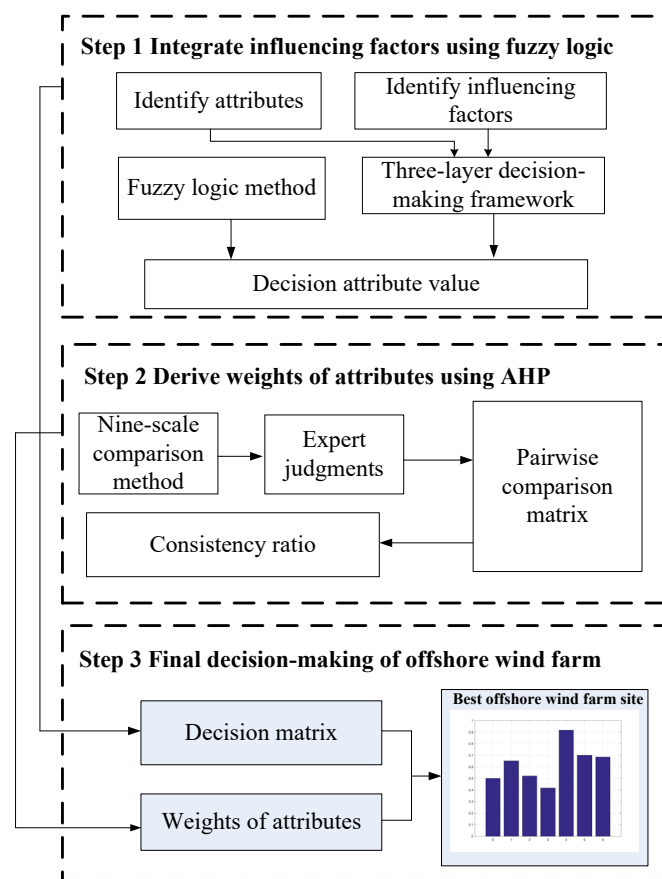 Step 1 Integrate influencing factors using fuzzy logic
Identify attributes
Identify influencing
factors
Fuzzy logic method
Three-layer decision-
making framework
Decision attribute value
Step 2 Derive weights of attributes using AHP
Nine-scale
comparison
method
Expert
judgments
Pairwise
comparison
matrix
Consistency ratio
Step 3 Final decision-making of offshore wind farm
Decision matrix
Weights of attributes
Best offshore wind farm site